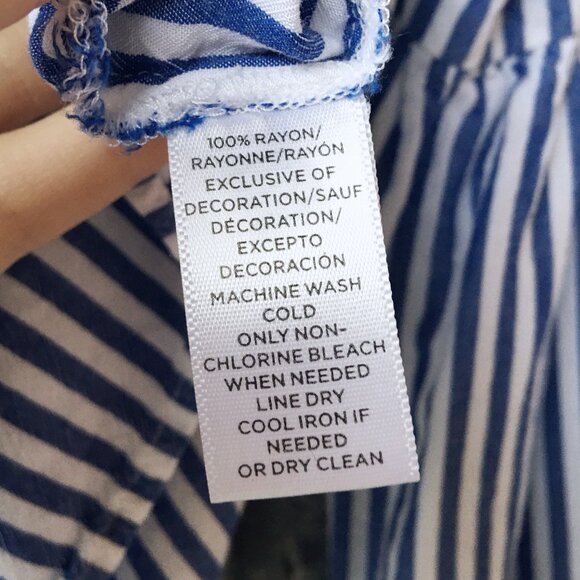 100% RAYON/
RAYONNE/RAYÓN
EXCLUSIVE OF
DECORATION/SAUF
DÉCORATION/
EXCEPTO
DECORACIÓN
MACHINE WASH
COLD
ONLY NON-
CHLORINE BLEACH
WHEN NEEDED
LINE DRY
COOL IRON IF
NEEDED
OR DRY CLEAN